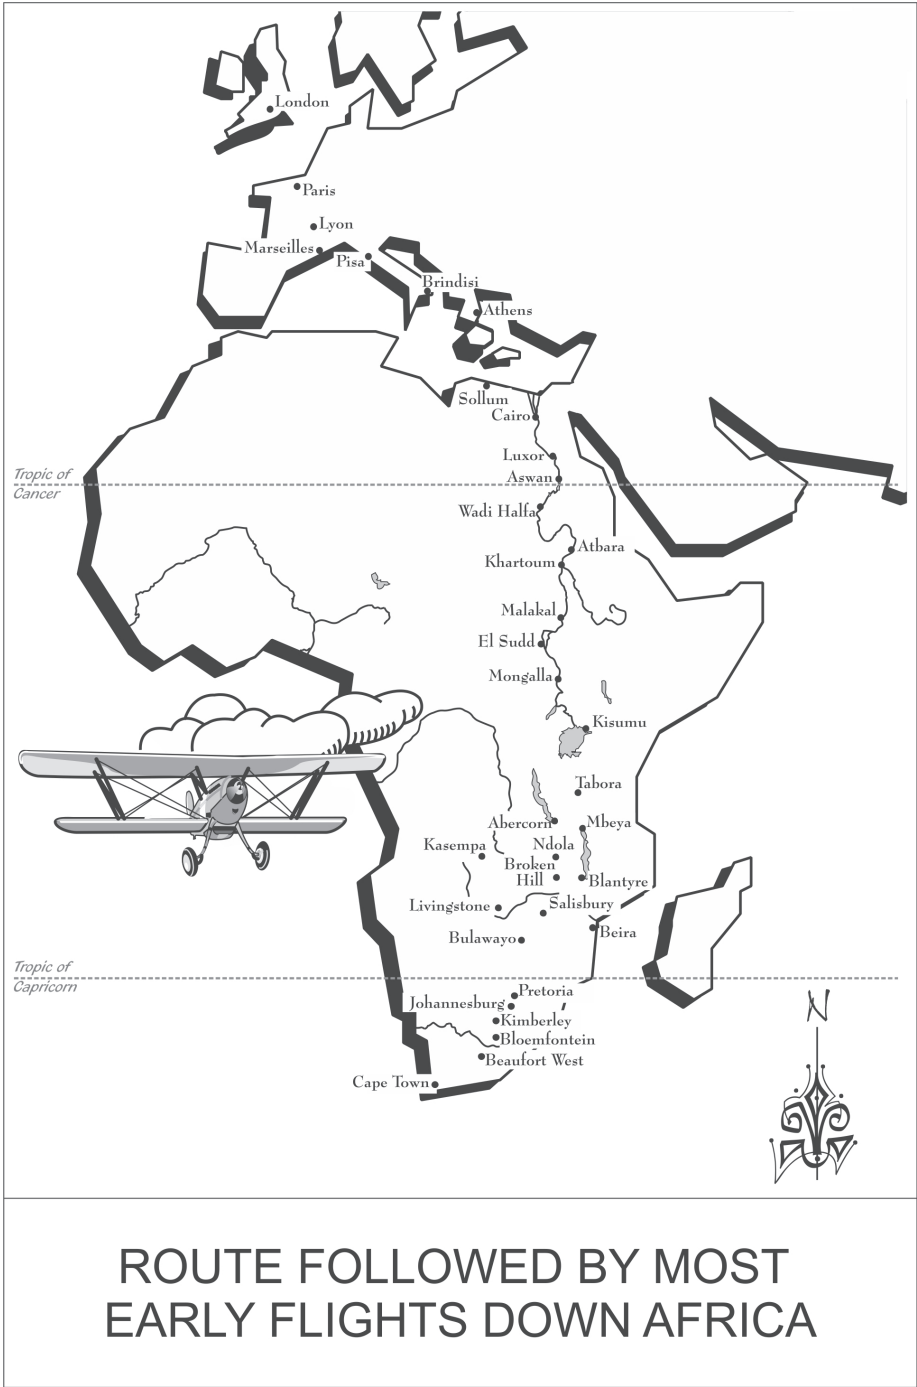 London
Paris
Lyon
Marseilles
Pisa
Brindisi
Athens
Sollum
Cairo
Luxor
Tropic of
Cancer
Aswan
Wadi Halfa
Atbara
Khartoum
Malakal
El Sudd
Mongalla
Kisumu
Tabora
Abercorn
Mbeya
Kasempa
Ndola
Broken
Hill
Blantyre
Livingstone
Salisbury
Beira
Bulawayo
Tropic of
Capricorn
Pretoria
Johannesburg
Kimberley
Bloemfontein
Beaufort West
Cape Town
N
ROUTE FOLLOWED BY MOST
EARLY FLIGHTS DOWN AFRICA